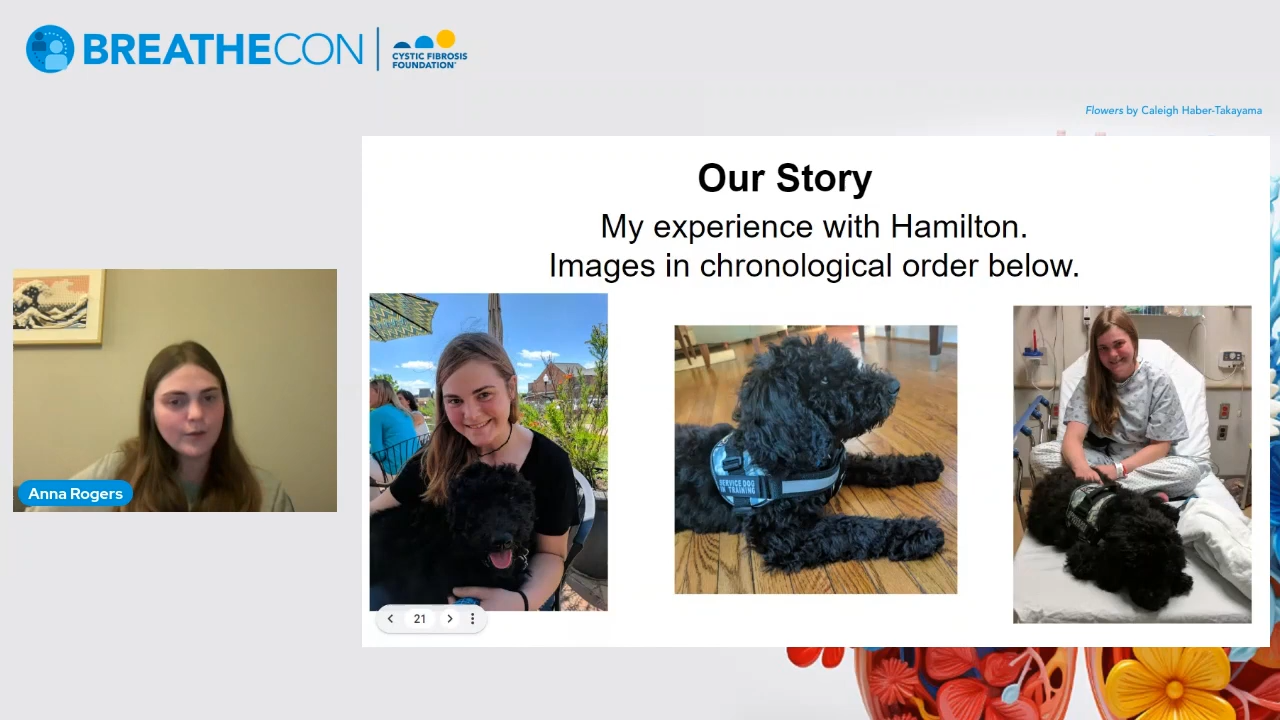 BREATHECON
CYSTIC FIBROSIS
FOUNDATION
Flowers by Caleigh Haber-Takayama
Our Story
My experience with Hamilton.
Images in chronological order below.
Anna Rogers
SERVICE DOG
IN TRAINING
21